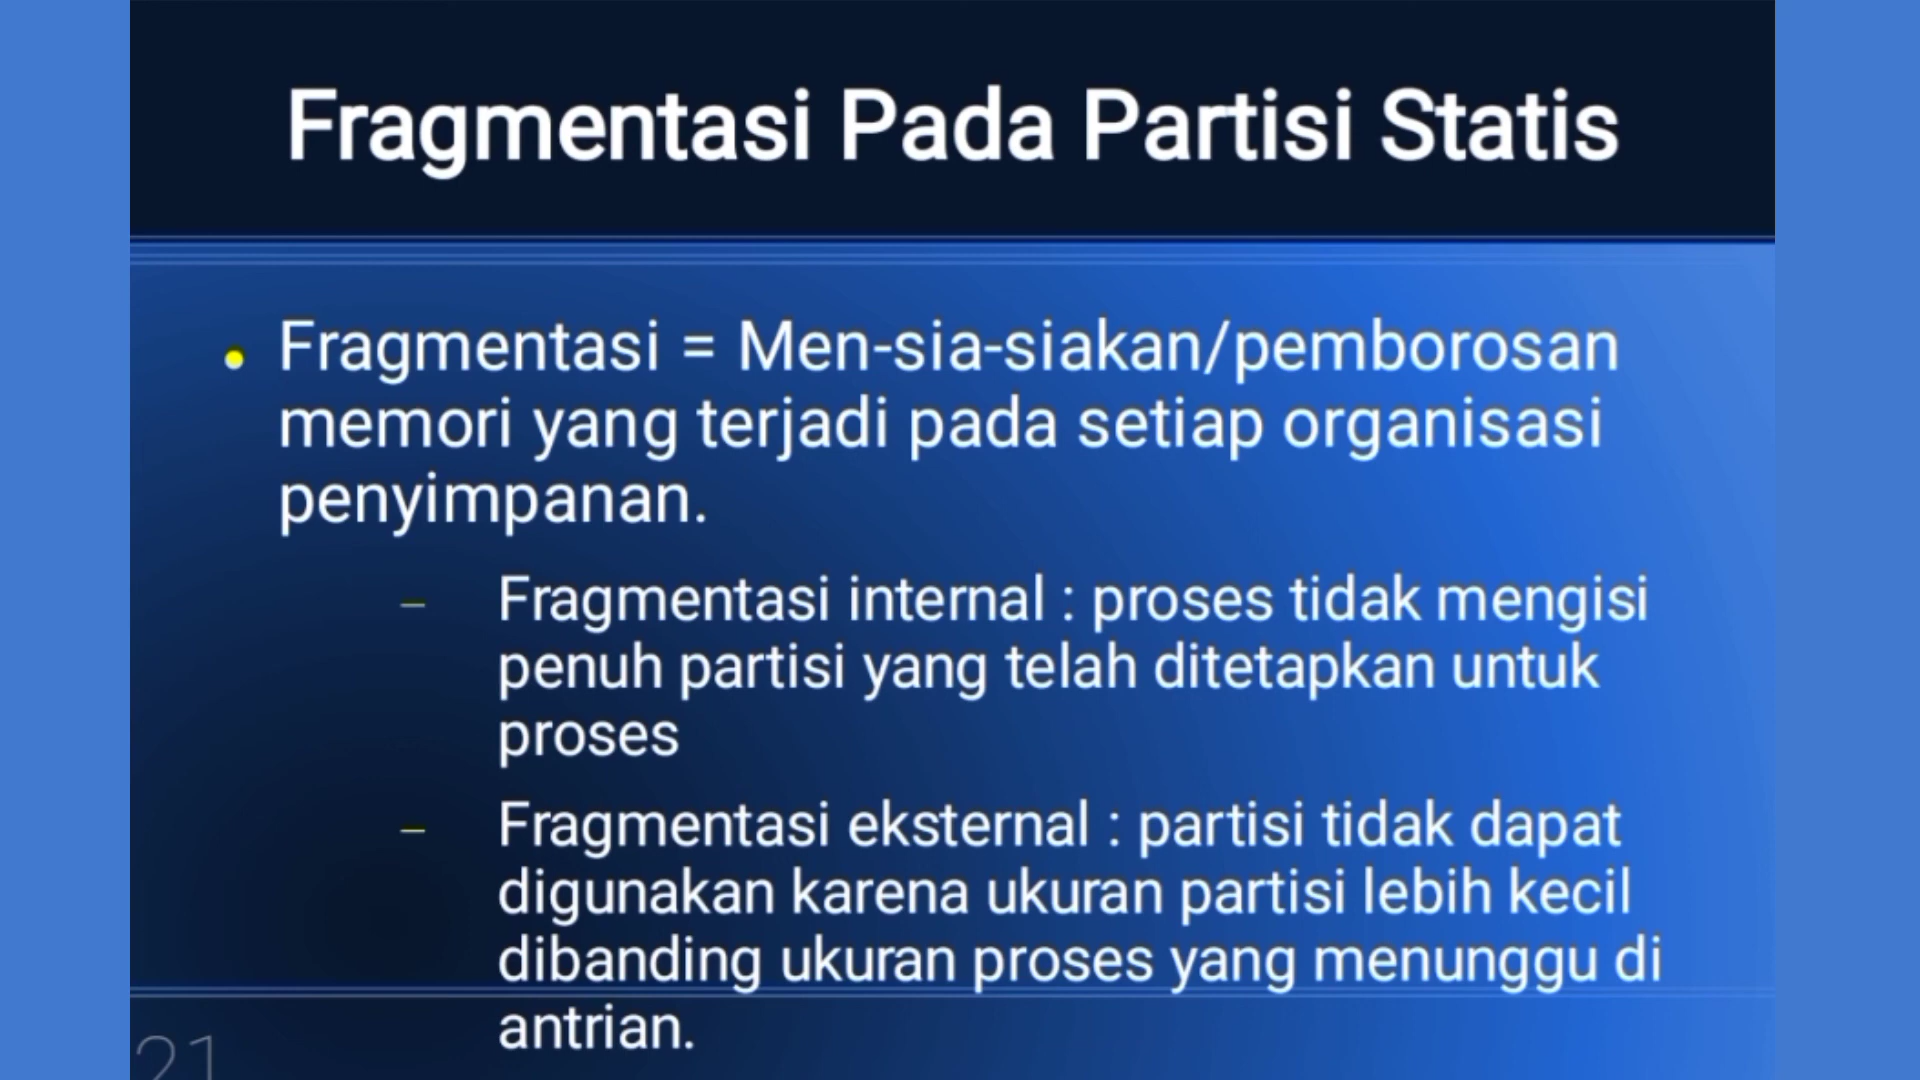 Fragmentasi Pada Partisi Statis
• Fragmentasi = Men-sia-siakan/pemborosan
memori yang terjadi pada setiap organisasi
penyimpanan.
– Fragmentasi internal : proses tidak mengisi
penuh partisi yang telah ditetapkan untuk
proses
– Fragmentasi eksternal : partisi tidak dapat
digunakan karena ukuran partisi lebih kecil
dibanding ukuran proses yang menunggu di
antrian.
21